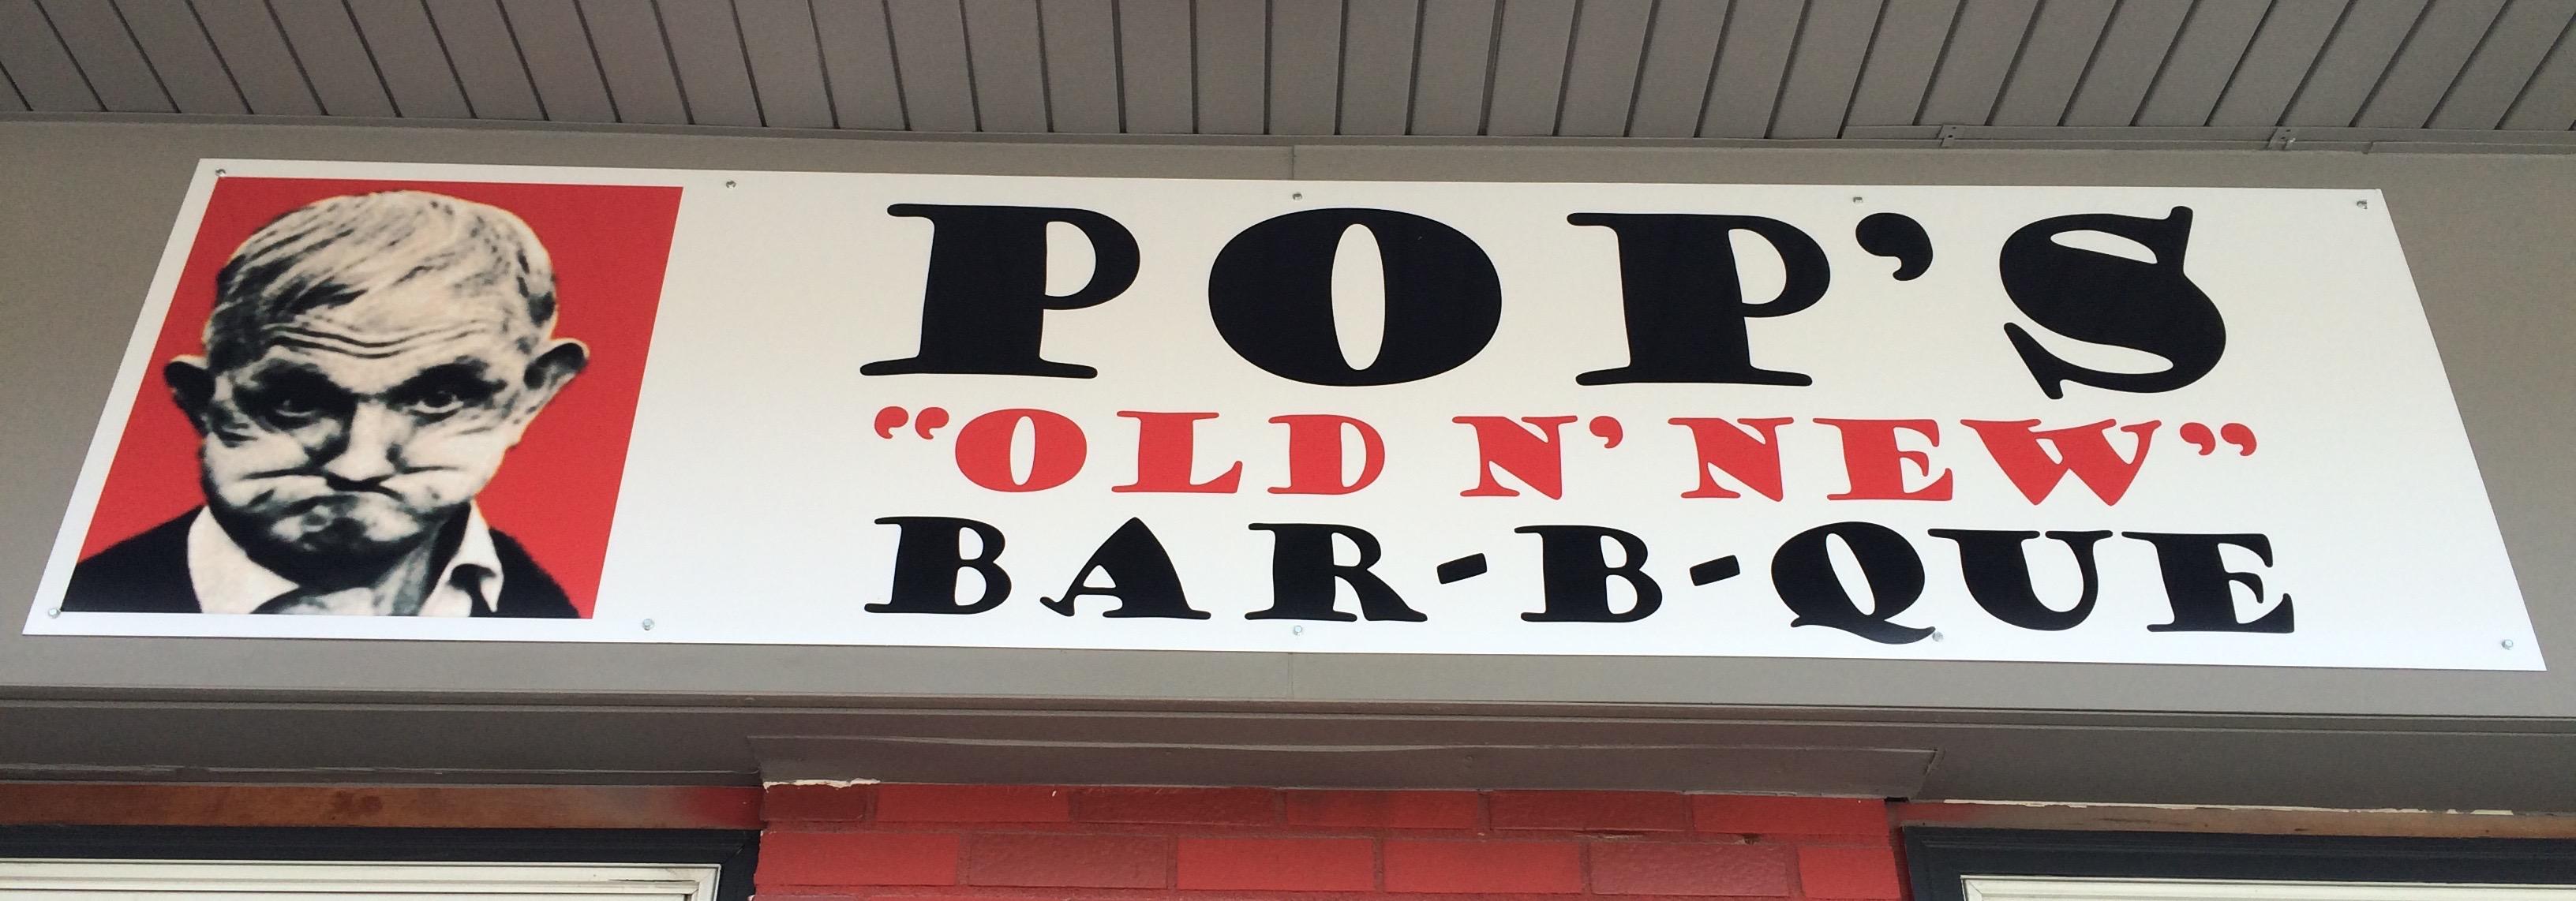 POP'S
“OLD N' NEW”
BAR-B-QUE